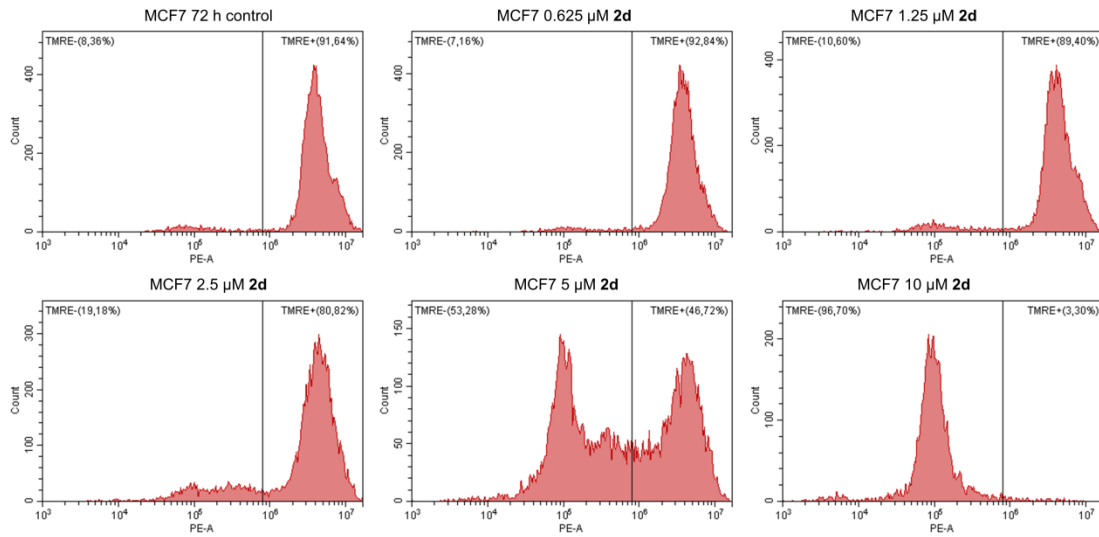 MCF7 72 h control
TMRE-(8,36%) TMRE+(91,64%)
Count
0 200 400
10³ 10⁴ 10⁵ 10⁶ 10⁷
PE-A
MCF7 0.625 µM 2d
TMRE-(7,16%) TMRE+(92,84%)
Count
0 200 400
10³ 10⁴ 10⁵ 10⁶ 10⁷
PE-A
MCF7 1.25 µM 2d
TMRE-(10,60%) TMRE+(89,40%)
Count
0 200 400
10³ 10⁴ 10⁵ 10⁶ 10⁷
PE-A
MCF7 2.5 µM 2d
TMRE-(19,18%) TMRE+(80,82%)
Count
0 100 200 300
10³ 10⁴ 10⁵ 10⁶ 10⁷
PE-A
MCF7 5 µM 2d
TMRE-(53,28%) TMRE+(46,72%)
Count
0 50 100 150
10³ 10⁴ 10⁵ 10⁶ 10⁷
PE-A
MCF7 10 µM 2d
TMRE-(96,70%) TMRE+(3,30%)
Count
0 100 200
10³ 10⁴ 10⁵ 10⁶ 10⁷
PE-A